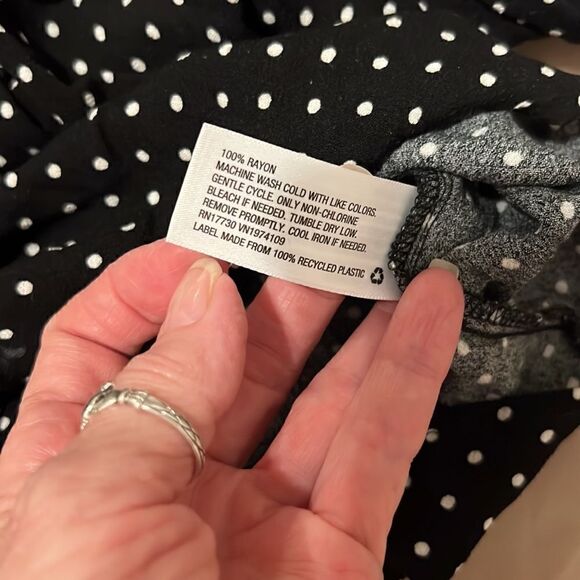 100% RAYON
MACHINE WASH COLD WITH LIKE COLORS.
GENTLE CYCLE. ONLY NON-CHLORINE
BLEACH IF NEEDED. TUMBLE DRY LOW.
REMOVE PROMPTLY. COOL IRON IF NEEDED.
RN17730 VN1974109
LABEL MADE FROM 100% RECYCLED PLASTIC